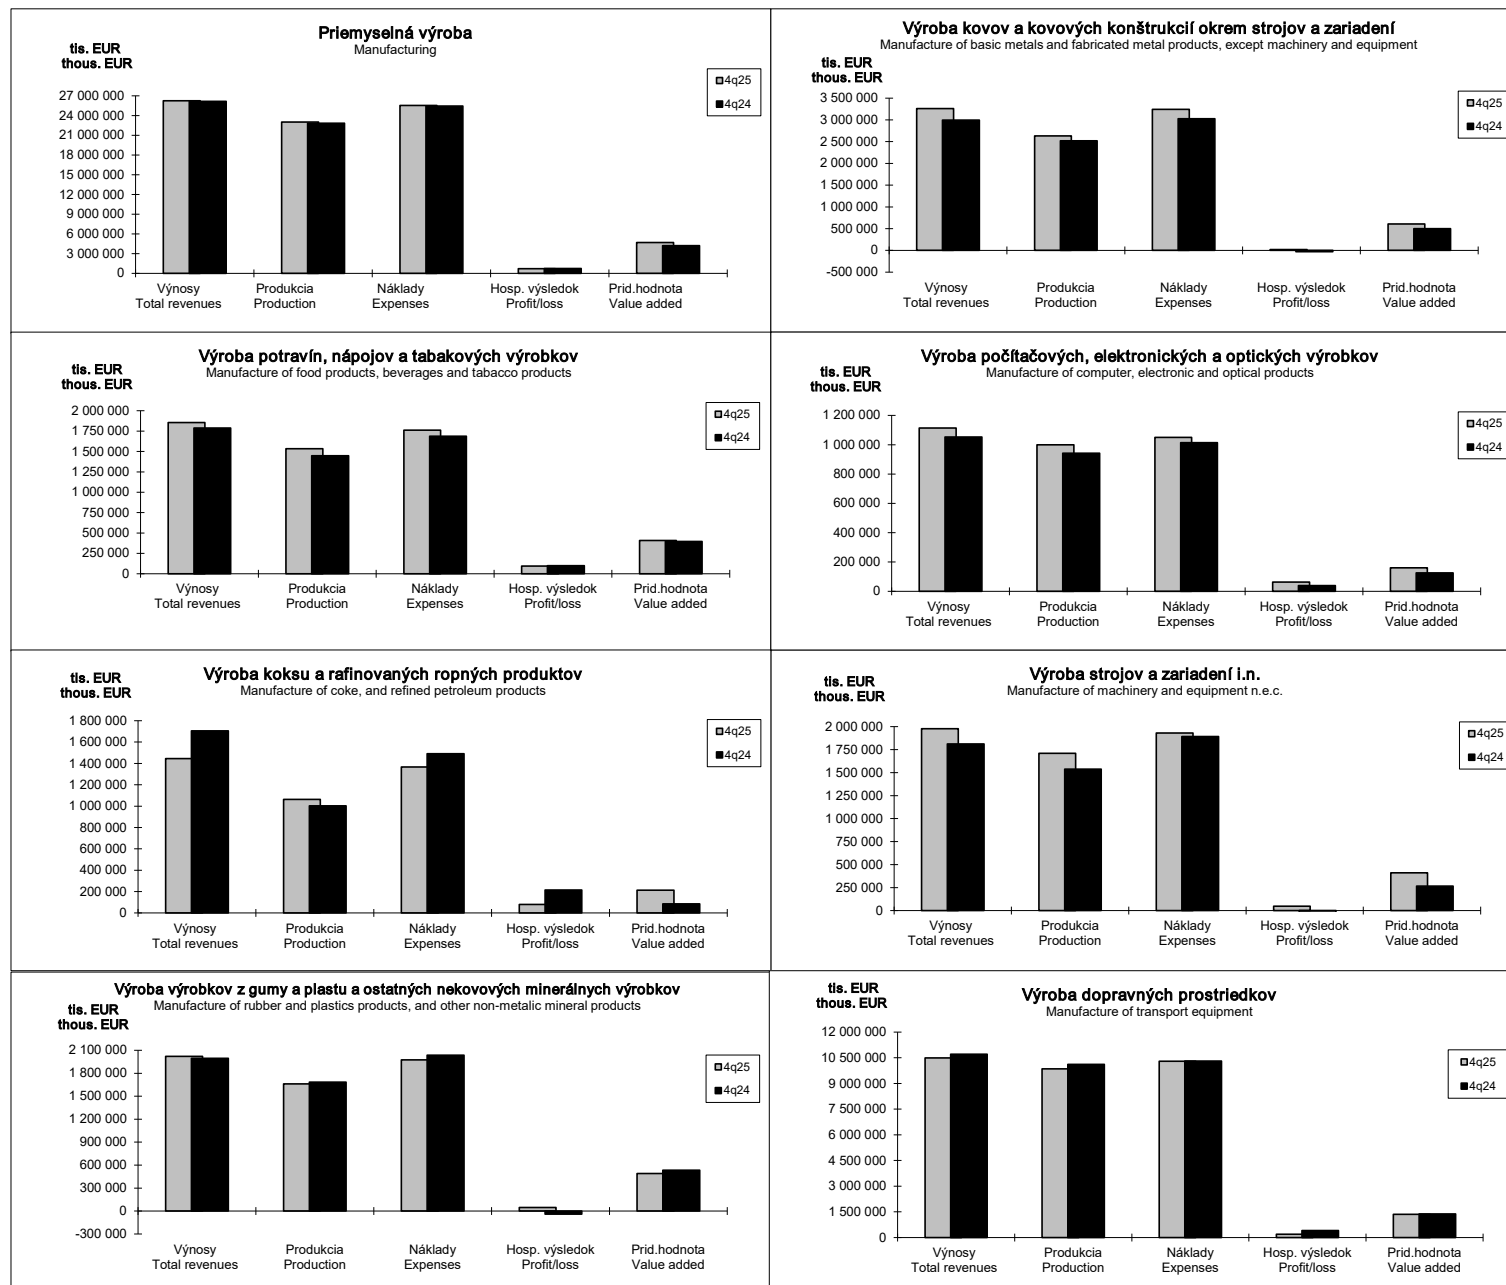 Priemyselná výroba
Manufacturing
tis. EUR
thous. EUR
4q25
4q24
27 000 000
24 000 000
21 000 000
18 000 000
15 000 000
12 000 000
9 000 000
6 000 000
3 000 000
0
Výnosy Produkcia Náklady Hosp. výsledok Prid.hodnota
Total revenues Production Expenses Profit/loss Value added
Výroba kovov a kovových konštrukcií okrem strojov a zariadení
Manufacture of basic metals and fabricated metal products, except machinery and equipment
tis. EUR
thous. EUR
4q25
4q24
3 500 000
3 000 000
2 500 000
2 000 000
1 500 000
1 000 000
500 000
0
-500 000
Výnosy Produkcia Náklady Hosp. výsledok Prid.hodnota
Total revenues Production Expenses Profit/loss Value added
Výroba potravín, nápojov a tabakových výrobkov
Manufacture of food products, beverages and tabacco products
tis. EUR
thous. EUR
4q25
4q24
2 000 000
1 750 000
1 500 000
1 250 000
1 000 000
750 000
500 000
250 000
0
Výnosy Produkcia Náklady Hosp. výsledok Prid.hodnota
Total revenues Production Expenses Profit/loss Value added
Výroba počítačových, elektronických a optických výrobkov
Manufacture of computer, electronic and optical products
tis. EUR
thous. EUR
4q25
4q24
1 200 000
1 000 000
800 000
600 000
400 000
200 000
0
Výnosy Produkcia Náklady Hosp. výsledok Prid.hodnota
Total revenues Production Expenses Profit/loss Value added
Výroba koksu a rafinovaných ropných produktov
Manufacture of coke, and refined petroleum products
tis. EUR
thous. EUR
4q25
4q24
1 800 000
1 600 000
1 400 000
1 200 000
1 000 000
800 000
600 000
400 000
200 000
0
Výnosy Produkcia Náklady Hosp. výsledok Prid.hodnota
Total revenues Production Expenses Profit/loss Value added
Výroba strojov a zariadení i.n.
Manufacture of machinery and equipment n.e.c.
tis. EUR
thous. EUR
4q25
4q24
2 000 000
1 750 000
1 500 000
1 250 000
1 000 000
750 000
500 000
250 000
0
Výnosy Produkcia Náklady Hosp. výsledok Prid.hodnota
Total revenues Production Expenses Profit/loss Value added
Výroba výrobkov z gumy a plastu a ostatných nekovových minerálnych výrobkov
Manufacture of rubber and plastics products, and other non-metalic mineral products
tis. EUR
thous. EUR
4q25
4q24
2 100 000
1 800 000
1 500 000
1 200 000
900 000
600 000
300 000
0
-300 000
Výnosy Produkcia Náklady Hosp. výsledok Prid.hodnota
Total revenues Production Expenses Profit/loss Value added
Výroba dopravných prostriedkov
Manufacture of transport equipment
tis. EUR
thous. EUR
4q25
4q24
12 000 000
10 500 000
9 000 000
7 500 000
6 000 000
4 500 000
3 000 000
1 500 000
0
Výnosy Produkcia Náklady Hosp. výsledok Prid.hodnota
Total revenues Production Expenses Profit/loss Value added